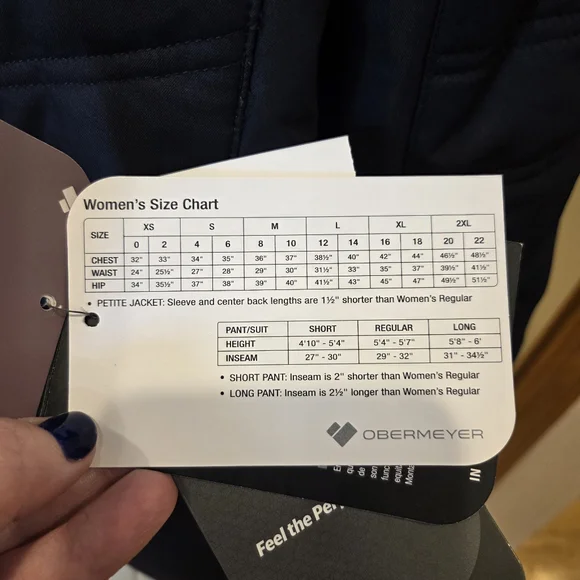 Women's Size Chart
SIZE XS S M L XL 2XL
0 2 4 6 8 10 12 14 16 18 20 22
CHEST 32" 33" 34" 35" 36" 37" 38½" 40" 42" 44" 46½" 48½"
WAIST 24" 25½" 27" 28" 29" 30" 31½" 33" 35" 37" 39½" 41½"
HIP 34" 35½" 37" 38" 39" 40" 41½" 43" 45" 47" 49½" 51½"
• PETITE JACKET: Sleeve and center back lengths are 1½" shorter than Women's Regular
PANT/SUIT SHORT REGULAR LONG
HEIGHT 4'10" - 5'4" 5'4" - 5'7" 5'8" - 6'
INSEAM 27" - 30" 29" - 32" 31" - 34½"
• SHORT PANT: Inseam is 2" shorter than Women's Regular
• LONG PANT: Inseam is 2½" longer than Women's Regular
OBERMEYER
IN
Feel the